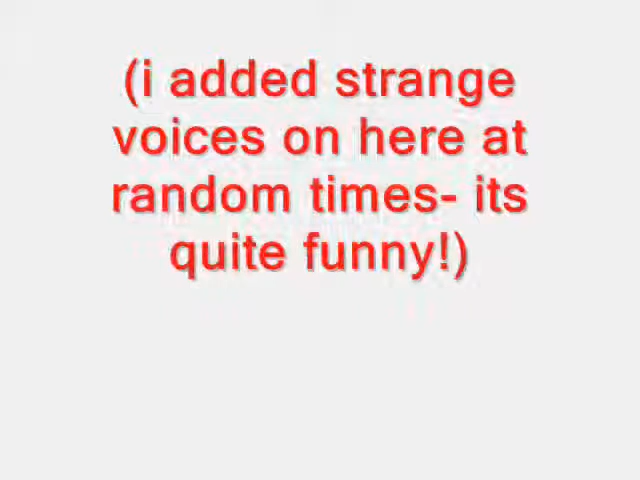 (i added strange
voices on here at
random times- its
quite funny!)